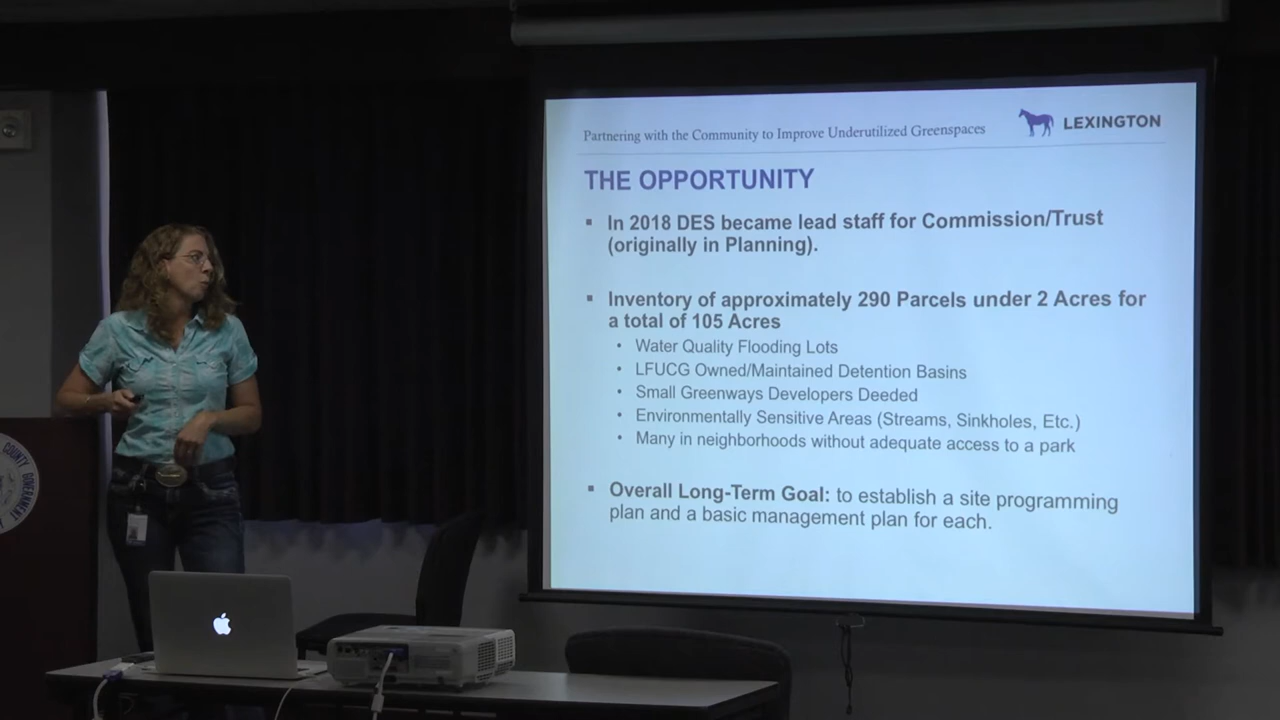 Partnering with the Community to Improve Underutilized Greenspaces
LEXINGTON
THE OPPORTUNITY
▪ In 2018 DES became lead staff for Commission/Trust
(originally in Planning).
▪ Inventory of approximately 290 Parcels under 2 Acres for
a total of 105 Acres
• Water Quality Flooding Lots
• LFUCG Owned/Maintained Detention Basins
• Small Greenways Developers Deeded
• Environmentally Sensitive Areas (Streams, Sinkholes, Etc.)
• Many in neighborhoods without adequate access to a park
▪ Overall Long-Term Goal: to establish a site programming
plan and a basic management plan for each.
COUNTY GOVERNMENT